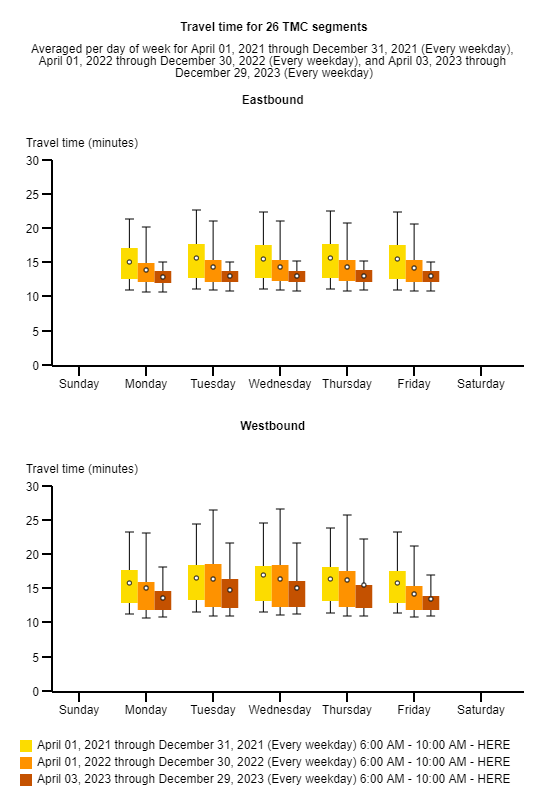 Travel time for 26 TMC segments
Averaged per day of week for April 01, 2021 through December 31, 2021 (Every weekday),
April 01, 2022 through December 30, 2022 (Every weekday), and April 03, 2023 through
December 29, 2023 (Every weekday)
Eastbound
Travel time (minutes)
30
25
20
15
10
5
0
Sunday Monday Tuesday Wednesday Thursday Friday Saturday
Westbound
Travel time (minutes)
30
25
20
15
10
5
0
Sunday Monday Tuesday Wednesday Thursday Friday Saturday
April 01, 2021 through December 31, 2021 (Every weekday) 6:00 AM - 10:00 AM - HERE
April 01, 2022 through December 30, 2022 (Every weekday) 6:00 AM - 10:00 AM - HERE
April 03, 2023 through December 29, 2023 (Every weekday) 6:00 AM - 10:00 AM - HERE